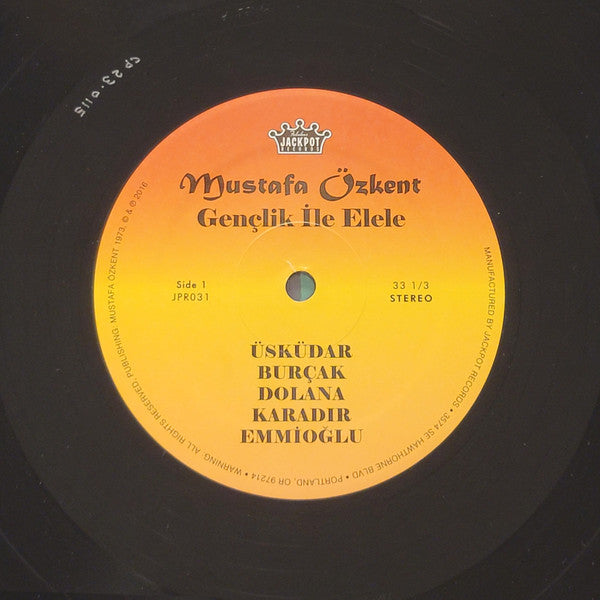 Fabulous
JACKPOT
RECORDS
Mustafa Özkent
Gençlik İle Elele
Side 1
JPR031
33 1/3
STEREO
ÜSKÜDAR
BURÇAK
DOLANA
KARADIR
EMMİOĞLU
MANUFACTURED BY JACKPOT RECORDS • 3574 SE HAWTHORNE BLVD • PORTLAND, OR 97214 • WARNING: ALL RIGHTS RESERVED, PUBLISHING: MUSTAFA ÖZKENT 1973, © & ℗ 2016